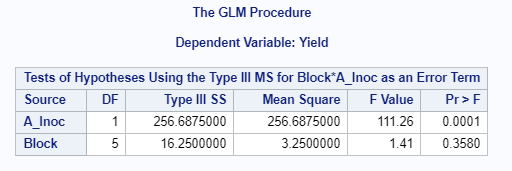 The GLM Procedure
Dependent Variable: Yield
Tests of Hypotheses Using the Type III MS for Block*A_Inoc as an Error Term
Source DF Type III SS Mean Square F Value Pr > F
A_Inoc 1 256.6875000 256.6875000 111.26 0.0001
Block 5 16.2500000 3.2500000 1.41 0.3580